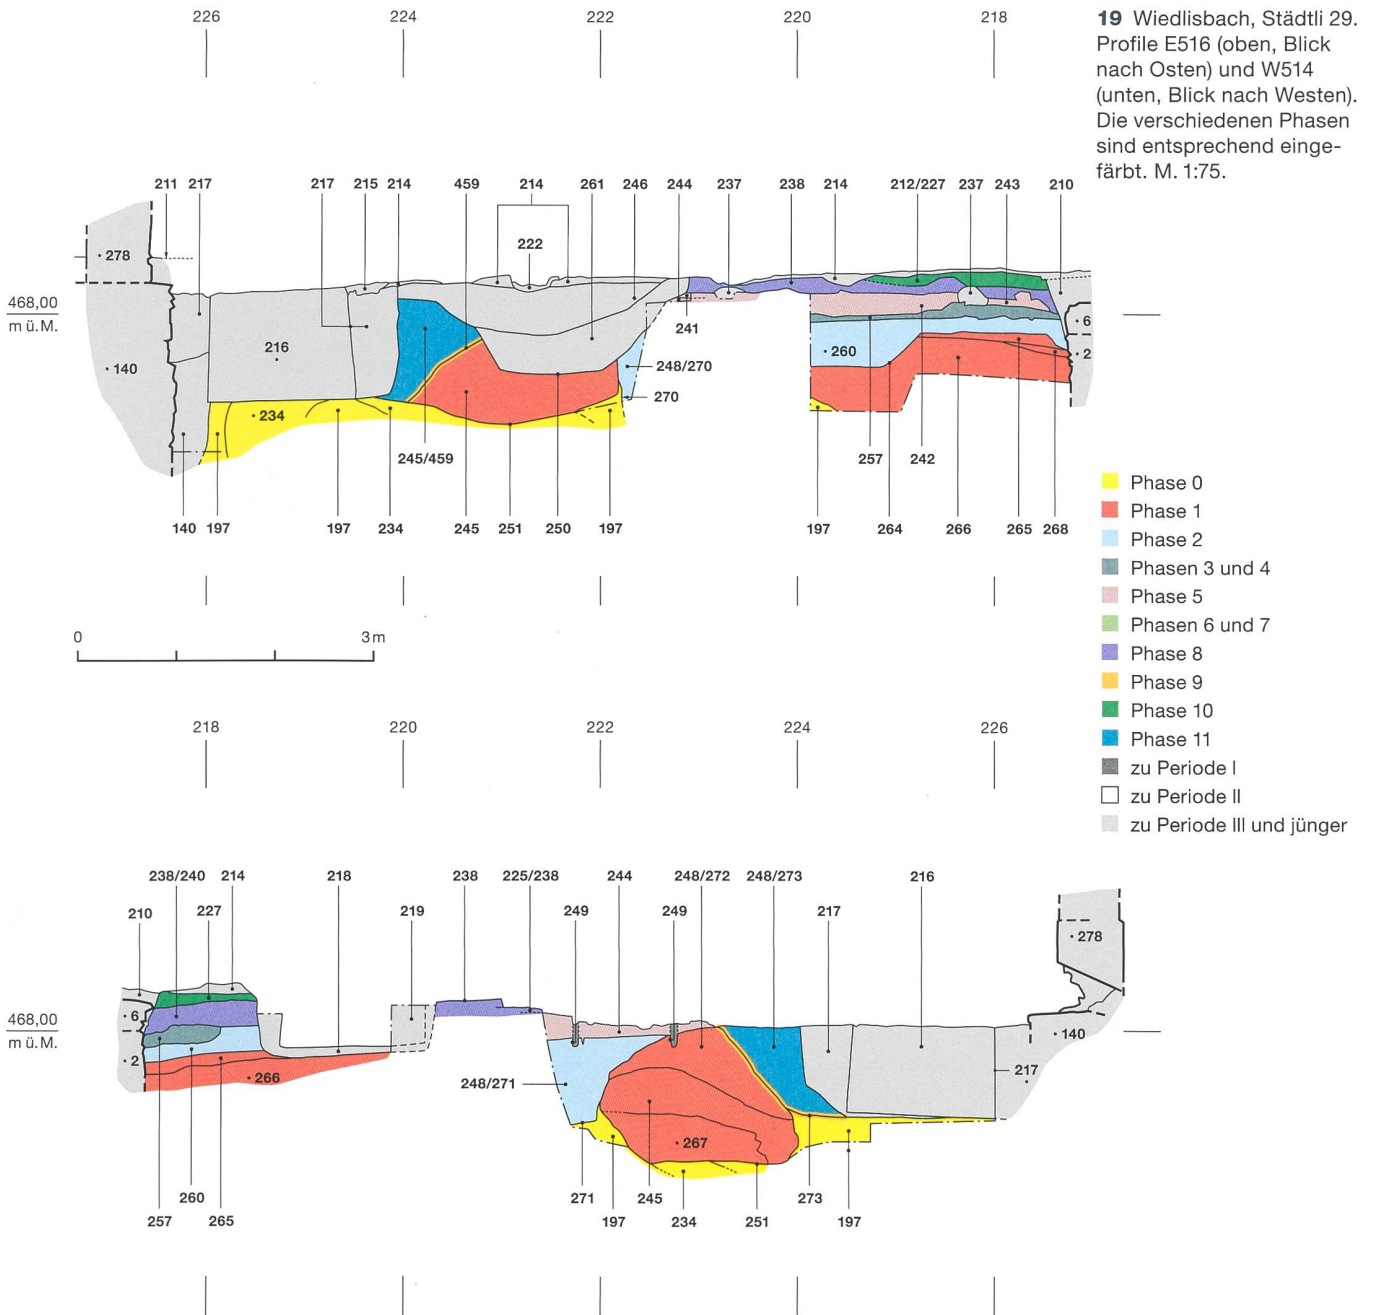 226 224 222 220 218
19 Wiedlisbach, Städtli 29.
Profile E516 (oben, Blick
nach Osten) und W514
(unten, Blick nach Westen).
Die verschiedenen Phasen
sind entsprechend einge-
färbt. M. 1:75.
211 217 217 215 214 459 214 261 246 244 237 238 214 212/227 237 243 210
222
278
468,00
m ü.M.
6
241
216
260
2
140
248/270
270
234
245/459 257 242
140 197 197 234 245 251 250 197 197 264 266 265 268
Phase 0
Phase 1
Phase 2
Phasen 3 und 4
Phase 5
Phasen 6 und 7
Phase 8
Phase 9
Phase 10
Phase 11
zu Periode I
zu Periode II
zu Periode III und jünger
0 3 m
218 220 222 224 226
238/240 214 218 238 225/238 244 248/272 248/273 216
210 227 219 249 249 217
278
6
468,00
m ü.M.
140
2
217
266
248/271
267
260 271 245 273
257 265 197 234 251 197